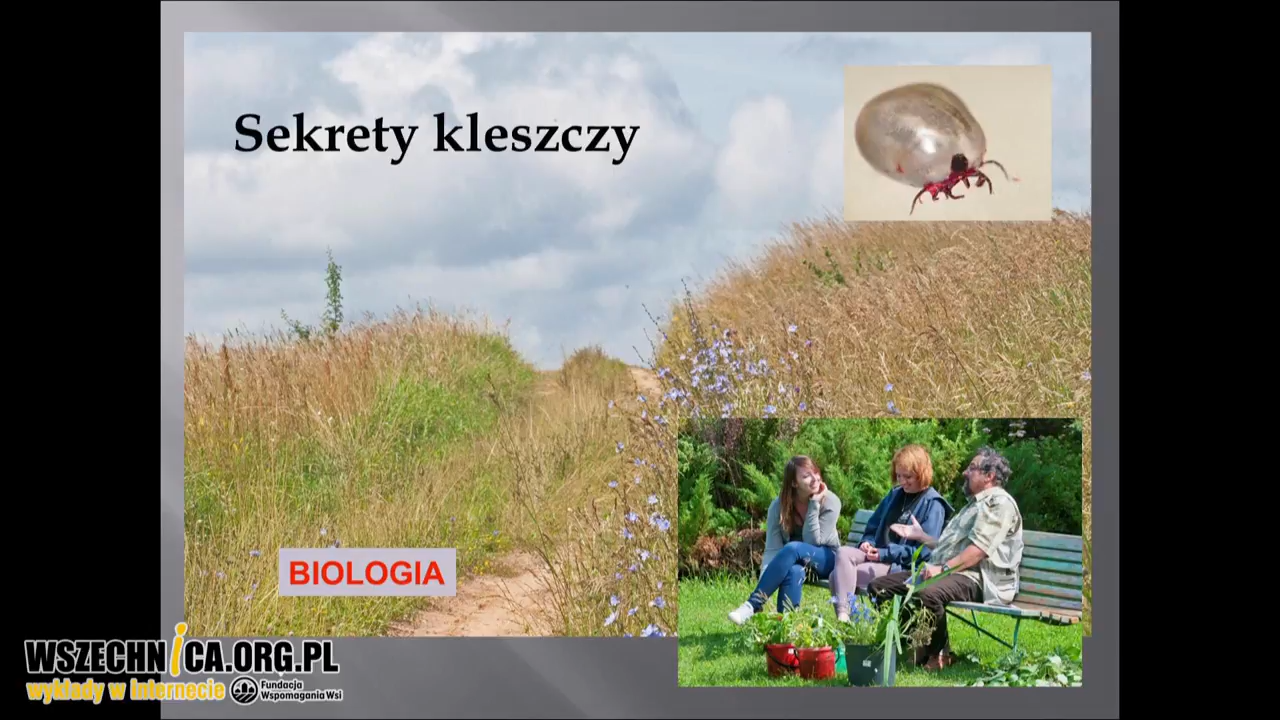 Sekrety kleszczy
BIOLOGIA
WSZECHNiCA.ORG.PL
wykłady w internecie
Fundacja
Wspomagania Wsi